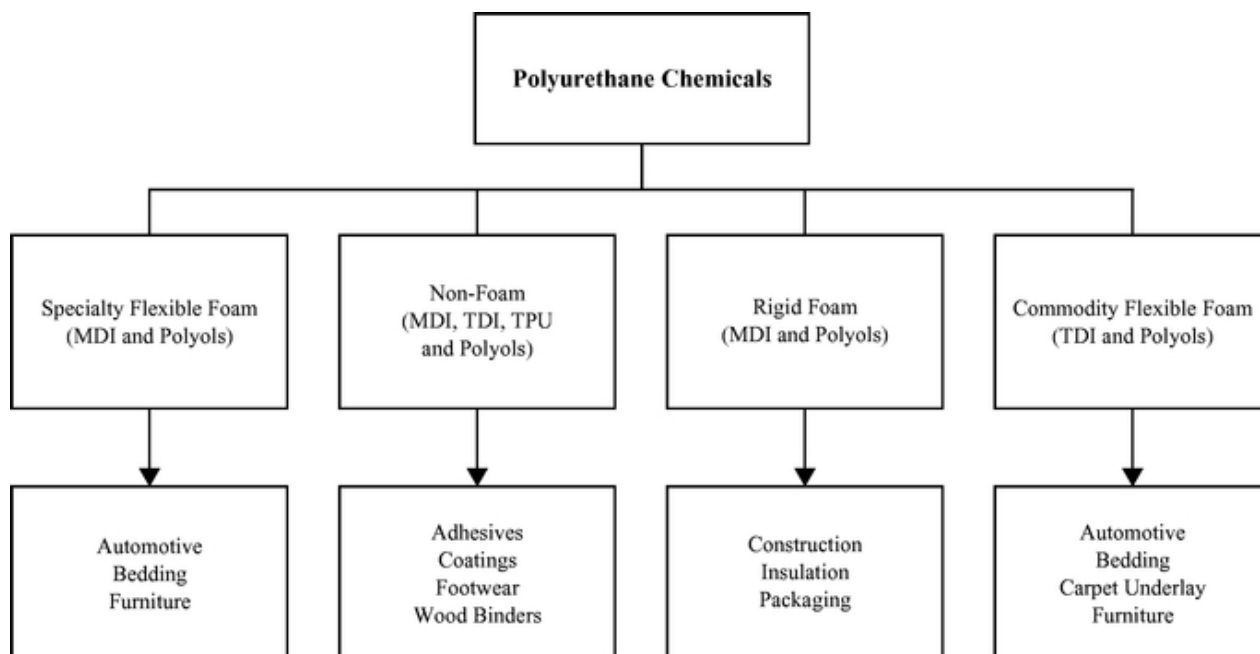 Polyurethane Chemicals
Specialty Flexible Foam
(MDI and Polyols)
Non-Foam
(MDI, TDI, TPU
and Polyols)
Rigid Foam
(MDI and Polyols)
Commodity Flexible Foam
(TDI and Polyols)
Automotive
Bedding
Furniture
Adhesives
Coatings
Footwear
Wood Binders
Construction
Insulation
Packaging
Automotive
Bedding
Carpet Underlay
Furniture